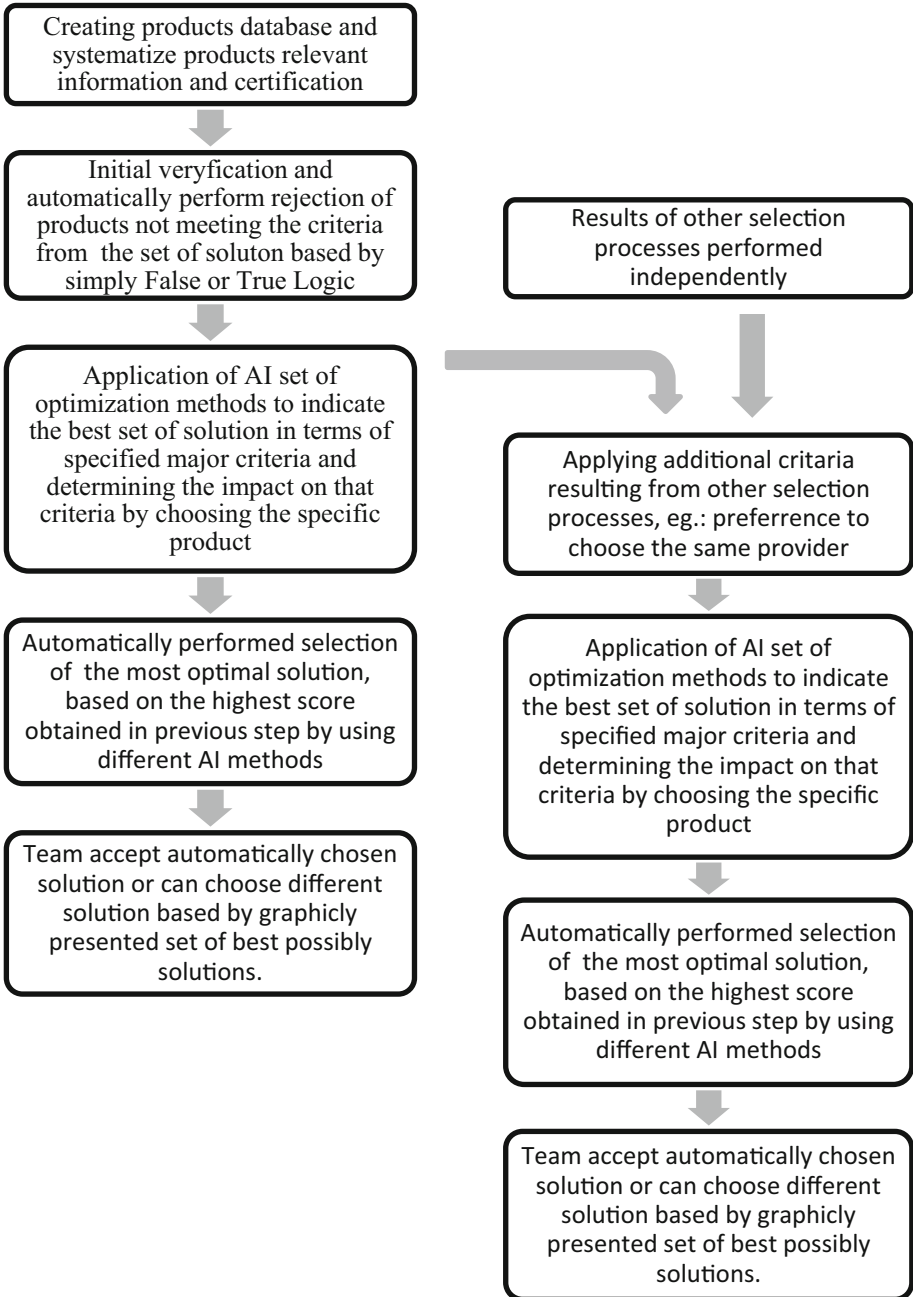 Creating products database and
systematize products relevant
information and certification
Initial veryfication and
automatically perform rejection of
products not meeting the criteria
from the set of soluton based by
simply False or True Logic
Application of AI set of
optimization methods to indicate
the best set of solution in terms of
specified major criteria and
determining the impact on that
criteria by choosing the specific
product
Automatically performed selection
of the most optimal solution,
based on the highest score
obtained in previous step by using
different AI methods
Team accept automatically chosen
solution or can choose different
solution based by graphicly
presented set of best possibly
solutions.
Results of other selection
processes performed
independently
Applying additional critaria
resulting from other selection
processes, eg.: preferrence to
choose the same provider
Application of AI set of
optimization methods to indicate
the best set of solution in terms of
specified major criteria and
determining the impact on that
criteria by choosing the specific
product
Automatically performed selection
of the most optimal solution,
based on the highest score
obtained in previous step by using
different AI methods
Team accept automatically chosen
solution or can choose different
solution based by graphicly
presented set of best possibly
solutions.